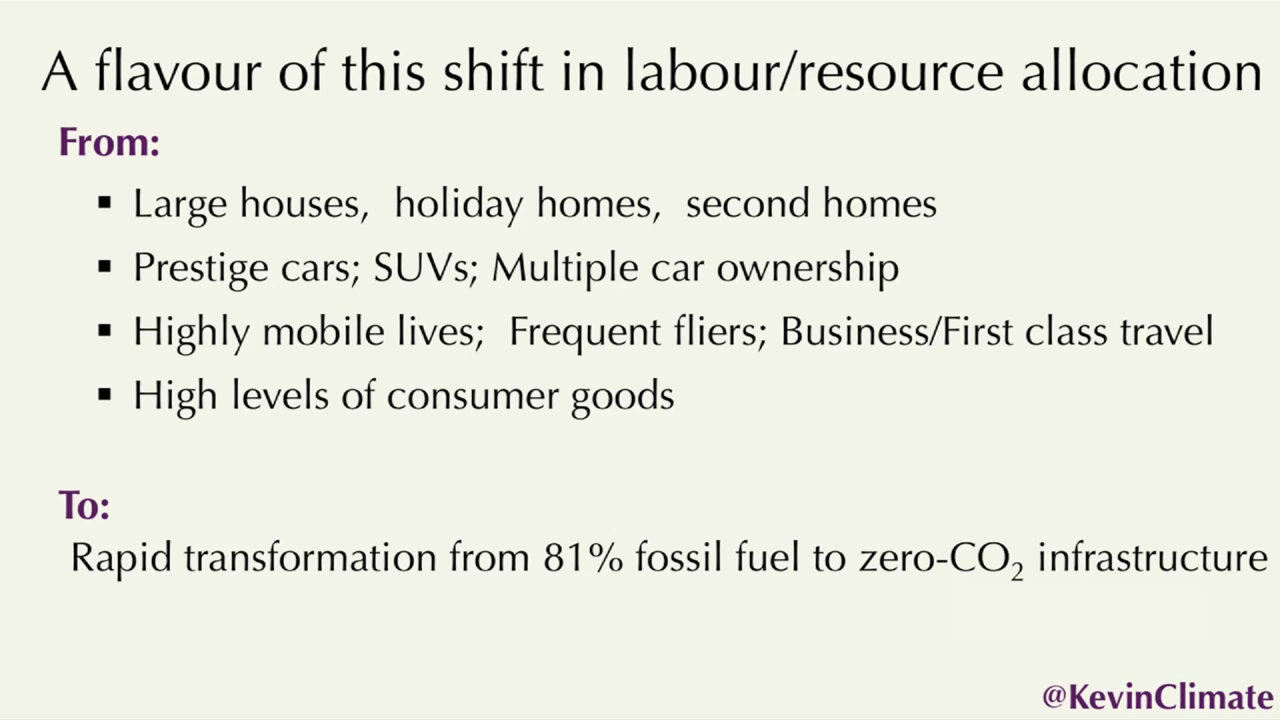 A flavour of this shift in labour/resource allocation
From:
▪ Large houses, holiday homes, second homes
▪ Prestige cars; SUVs; Multiple car ownership
▪ Highly mobile lives; Frequent fliers; Business/First class travel
▪ High levels of consumer goods
To:
Rapid transformation from 81% fossil fuel to zero-CO₂ infrastructure
@KevinClimate